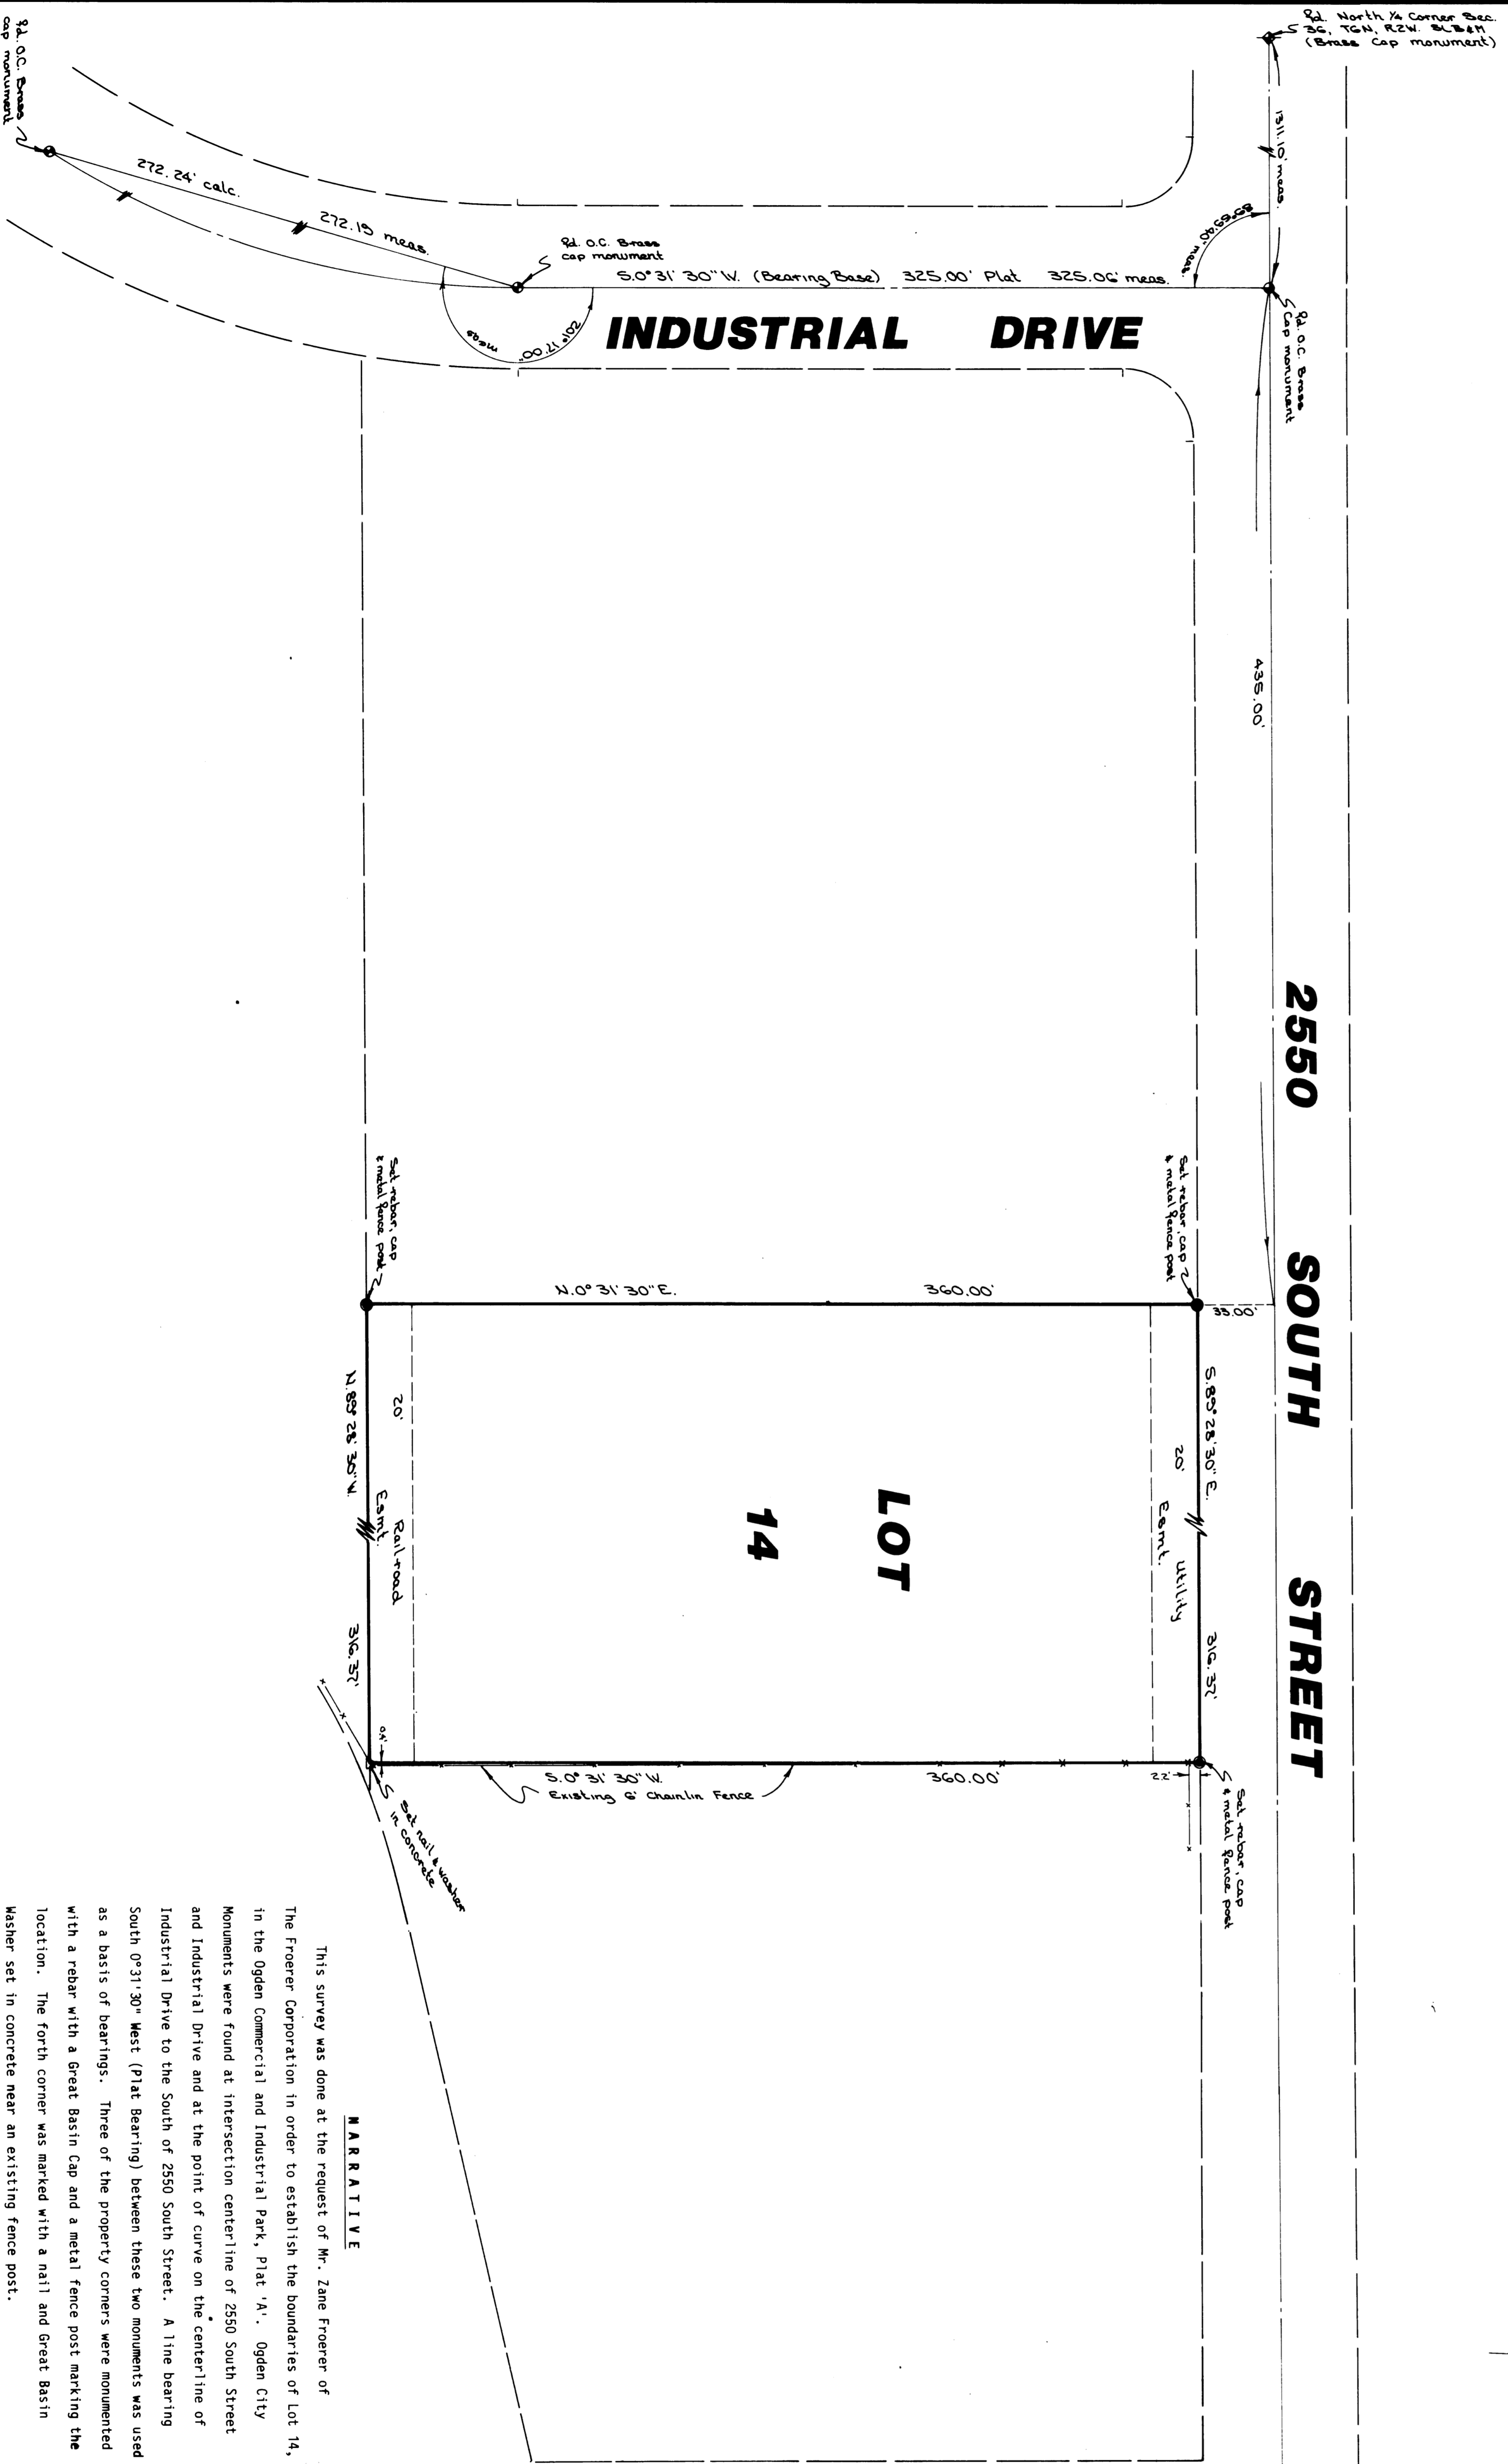 Fd. North 1/4 Corner Sec.
36, T6N, R2W. SLB&M
(Brass Cap monument)
1311.10' meas.
89°59'40" meas.
Fd. O.C. Brass
Cap monument
435.00'
2550 SOUTH STREET
Fd. O.C. Brass
cap monument
272.24' calc.
272.19 meas.
Fd. O.C. Brass
cap monument
S.0°31'30"W. (Bearing Base) 325.00' Plat 325.06' meas.
201°17'00"
meas
INDUSTRIAL DRIVE
Set rebar, cap
& metal fence post
Set rebar, cap
& metal fence post
N.0°31'30"E. 360.00'
33.00'
S.89°28'30"E. 316.37'
20' Utility
Esmt.
LOT
14
20' Railroad
Esmt.
N.89°28'30"W. 316.37'
0.4'
S.0°31'30"W. 360.00'
Existing 6' Chainlin Fence
2.2'
Set rebar, cap
& metal fence post
Set nail & washer
in concrete
NARRATIVE
This survey was done at the request of Mr. Zane Froerer of
The Froerer Corporation in order to establish the boundaries of Lot 14,
in the Ogden Commercial and Industrial Park, Plat 'A'. Ogden City
Monuments were found at intersection centerline of 2550 South Street
and Industrial Drive and at the point of curve on the centerline of
Industrial Drive to the South of 2550 South Street. A line bearing
South 0°31'30" West (Plat Bearing) between these two monuments was used
as a basis of bearings. Three of the property corners were monumented
with a rebar with a Great Basin Cap and a metal fence post marking the
location. The forth corner was marked with a nail and Great Basin
Washer set in concrete near an existing fence post.